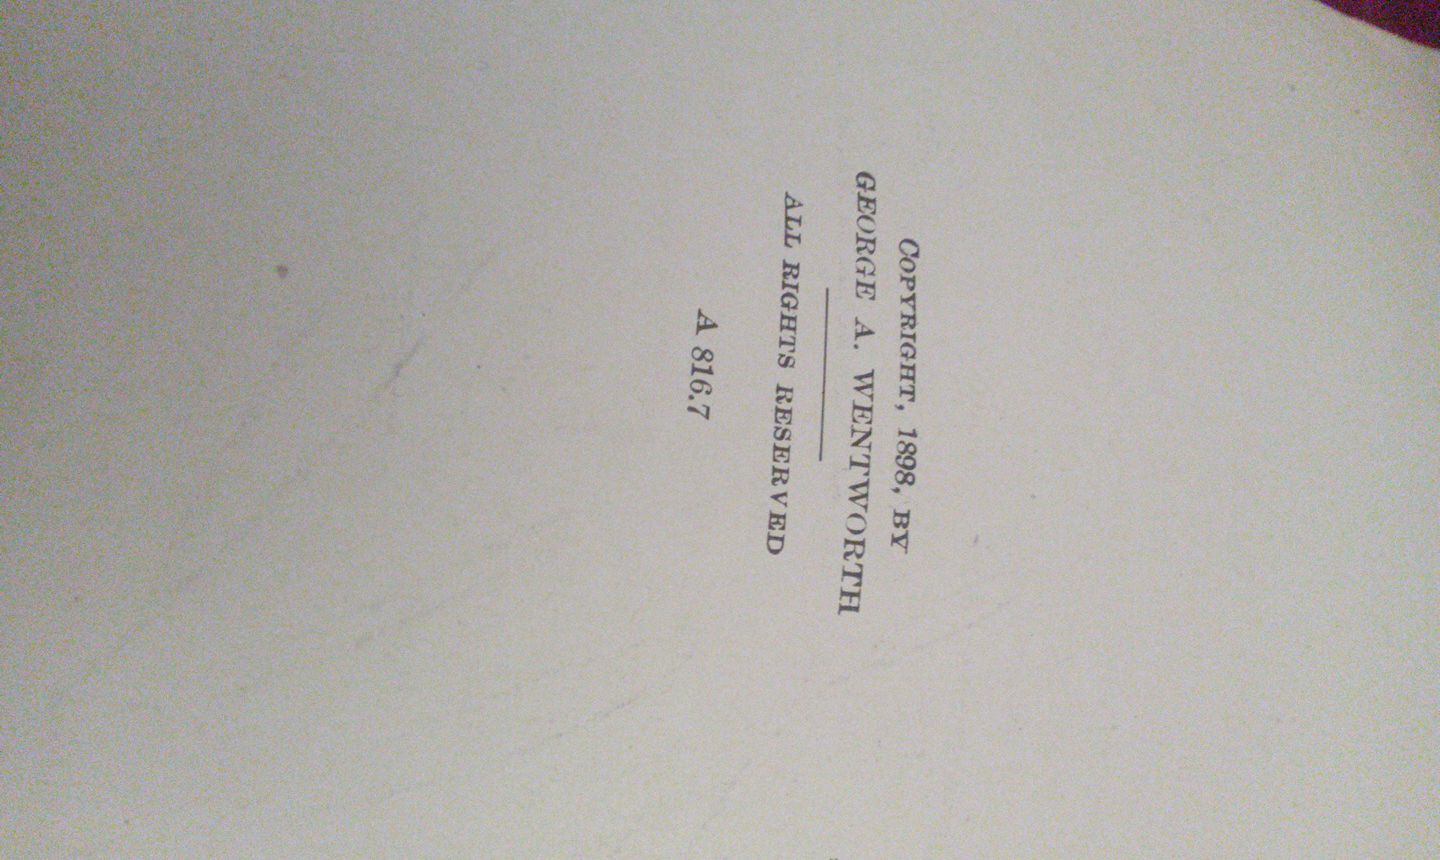 COPYRIGHT, 1898, BY
GEORGE A. WENTWORTH
ALL RIGHTS RESERVED
A 816.7